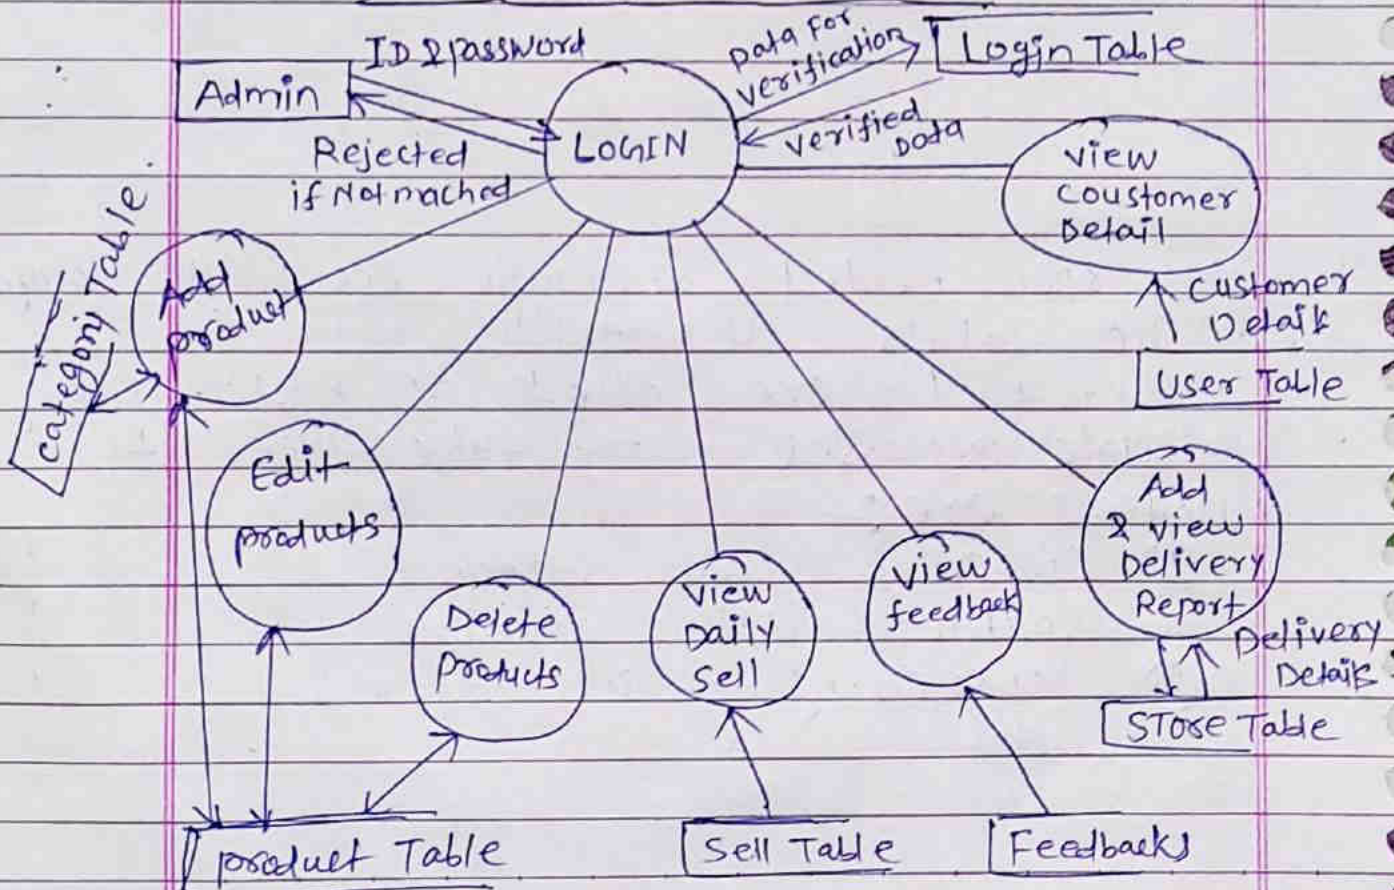 ID & password
Data for
verification
Login Table
Admin
LOGIN
verified
Data
Rejected
if Not mached
view
Coustomer
Detail
Category Table
Add
product
Customer
Details
User Table
Edit
products
Add
& view
Delivery
Report
view
Daily
Sell
view
feedback
Delete
products
Delivery
Details
Store Table
product Table
Sell Table
Feedbacks